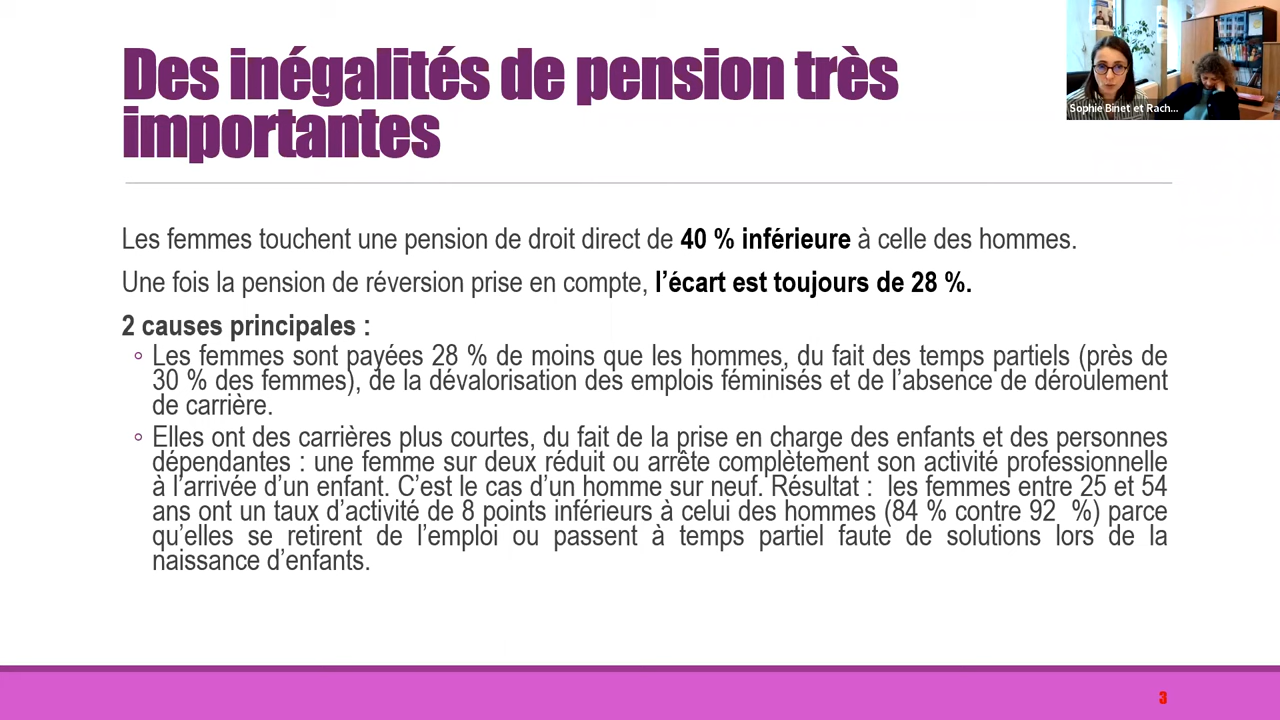 Des inégalités de pension très
importantes
Sophie Binet et Rach...
Les femmes touchent une pension de droit direct de 40 % inférieure à celle des hommes.
Une fois la pension de réversion prise en compte, l’écart est toujours de 28 %.
2 causes principales :
◦ Les femmes sont payées 28 % de moins que les hommes, du fait des temps partiels (près de
30 % des femmes), de la dévalorisation des emplois féminisés et de l’absence de déroulement
de carrière.
◦ Elles ont des carrières plus courtes, du fait de la prise en charge des enfants et des personnes
dépendantes : une femme sur deux réduit ou arrête complètement son activité professionnelle
à l’arrivée d’un enfant. C’est le cas d’un homme sur neuf. Résultat : les femmes entre 25 et 54
ans ont un taux d’activité de 8 points inférieurs à celui des hommes (84 % contre 92 %) parce
qu’elles se retirent de l’emploi ou passent à temps partiel faute de solutions lors de la
naissance d’enfants.
3